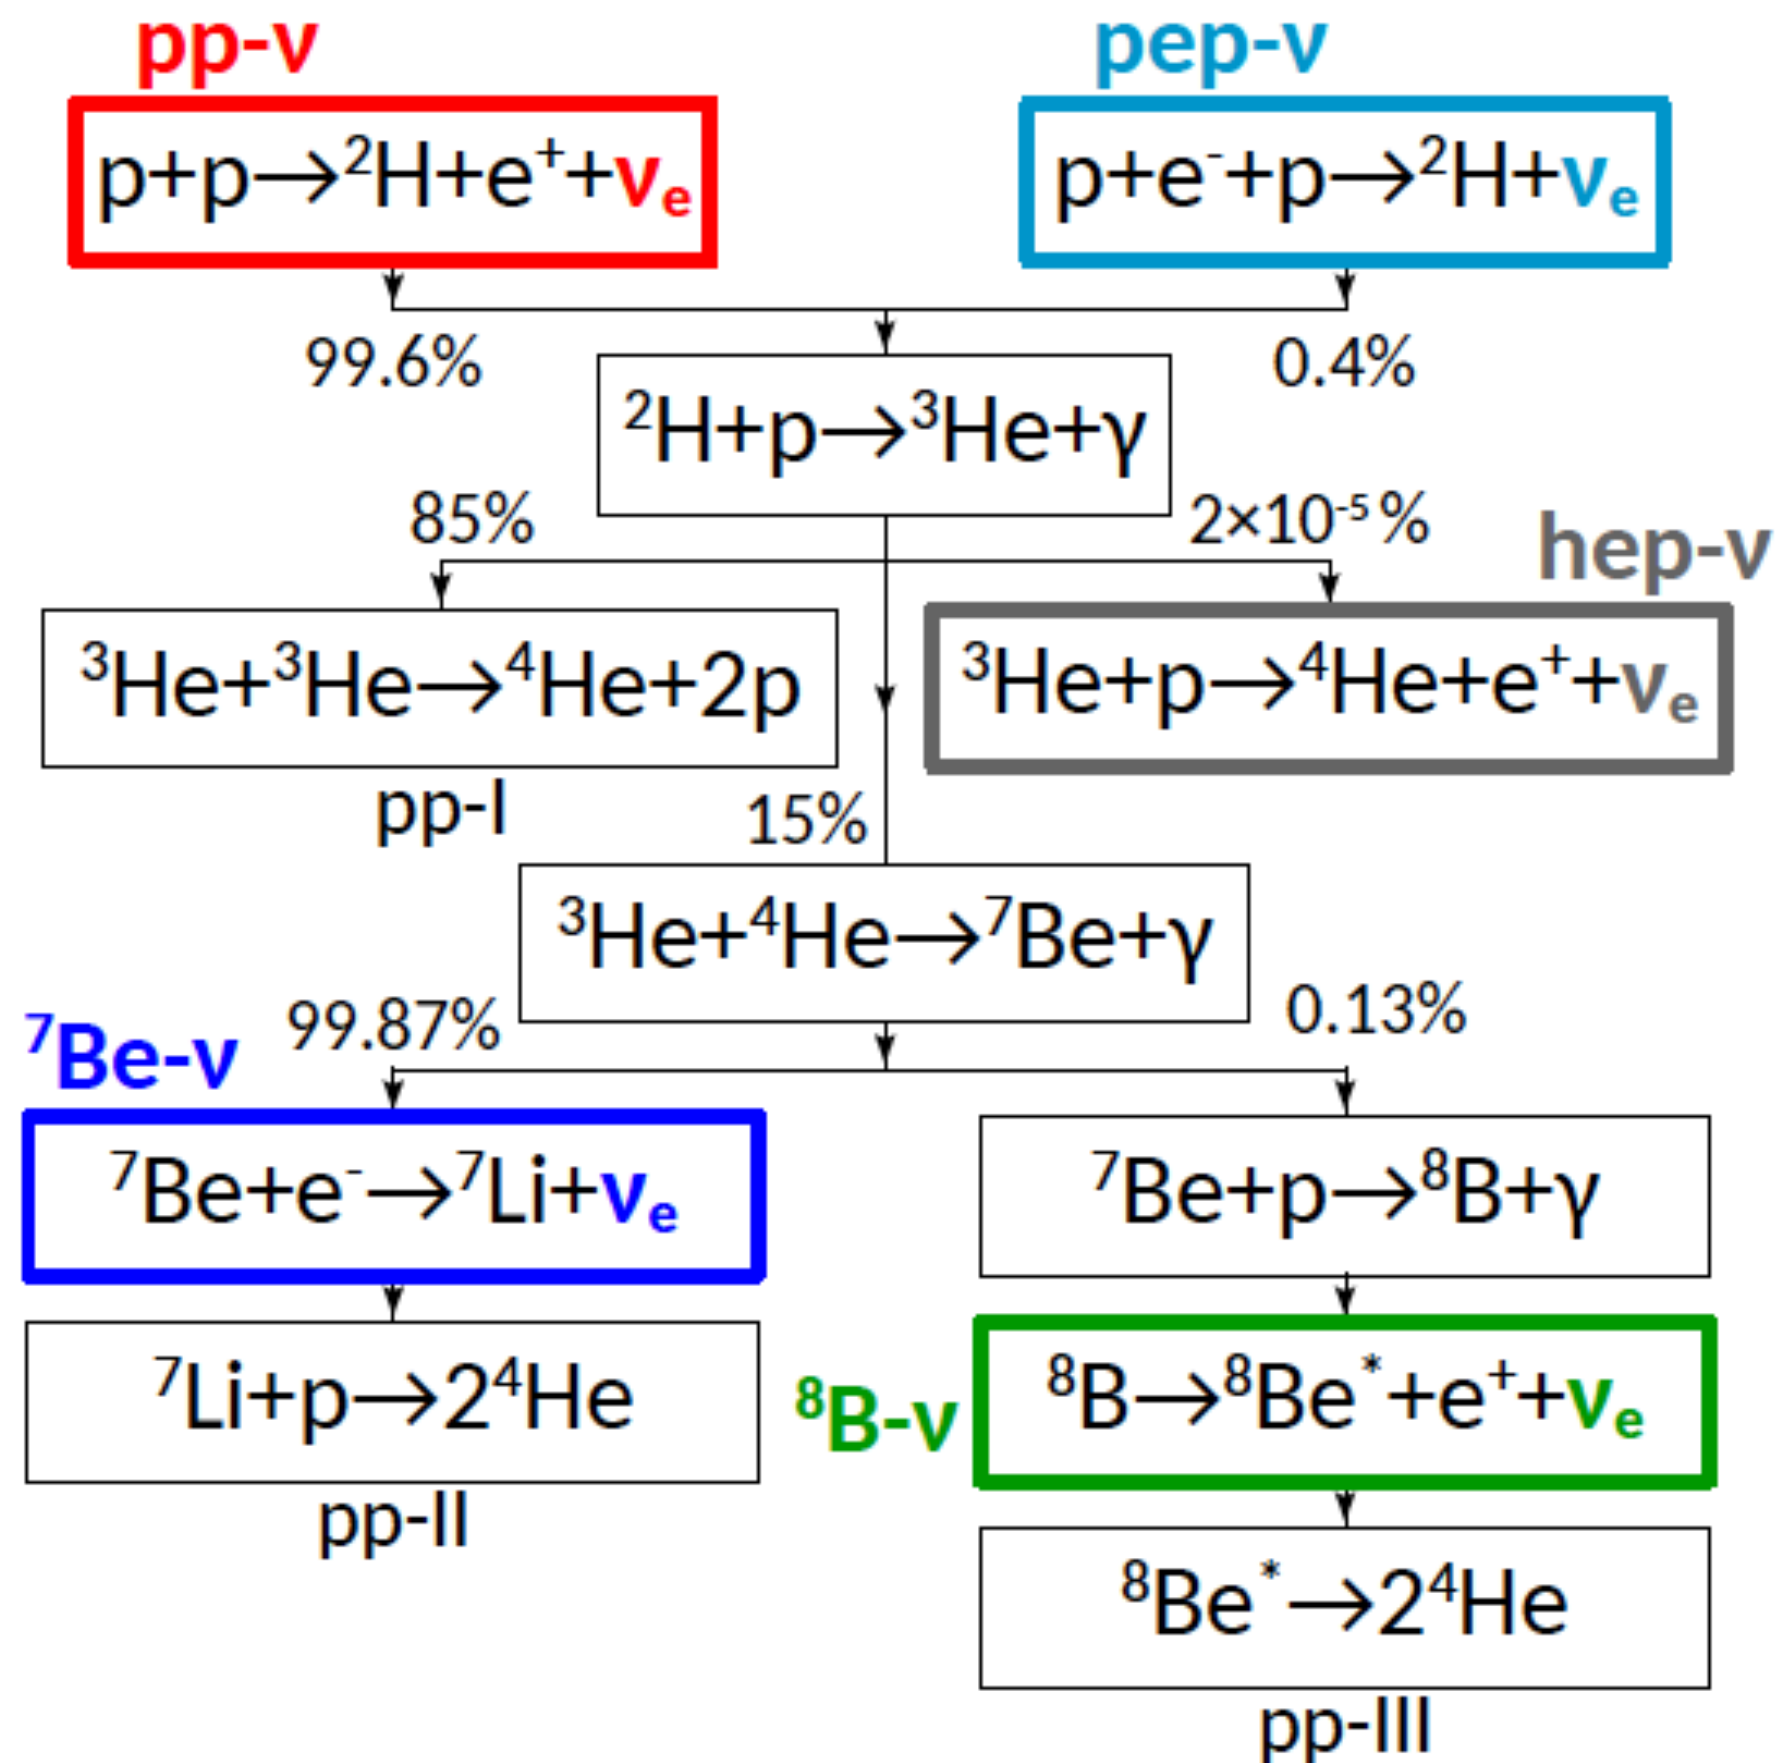 pp-ν
pep-ν
p+p→²H+e⁺+νₑ
p+e⁻+p→²H+νₑ
99.6%
0.4%
²H+p→³He+γ
85%
2×10⁻⁵ %
hep-ν
³He+³He→⁴He+2p
³He+p→⁴He+e⁺+νₑ
pp-I
15%
³He+⁴He→⁷Be+γ
99.87%
0.13%
⁷Be-ν
⁷Be+e⁻→⁷Li+νₑ
⁷Be+p→⁸B+γ
⁷Li+p→2⁴He
⁸B-ν
⁸B→⁸Be*+e⁺+νₑ
pp-II
⁸Be*→2⁴He
pp-III